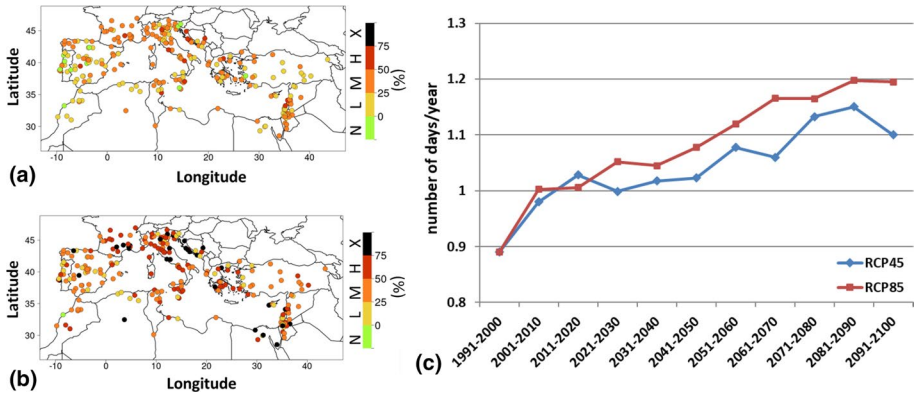 (a)
Latitude
45
40
35
30
-10 0 10 20 30 40
Longitude
N L M H X
75
50
25
0
(%)
(b)
Latitude
45
40
35
30
-10 0 10 20 30 40
Longitude
N L M H X
75
50
25
0
(%)
(c)
number of days/year
1.3
1.2
1.1
1
0.9
0.8
RCP45
RCP85
1991-2000
2001-2010
2011-2020
2021-2030
2031-2040
2041-2050
2051-2060
2061-2070
2071-2080
2081-2090
2091-2100